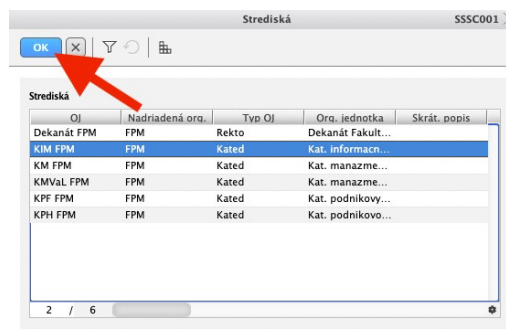 Strediská SSSC001
OK
Strediská
OJ Nadriadená org. Typ OJ Org. jednotka Skrát. popis
Dekanát FPM FPM Rekto Dekanát Fakult...
KIM FPM FPM Kated Kat. informacn...
KM FPM FPM Kated Kat. manazme...
KMVaL FPM FPM Kated Kat. manazme...
KPF FPM FPM Kated Kat. podnikovy...
KPH FPM FPM Kated Kat. podnikovo...
2 / 6